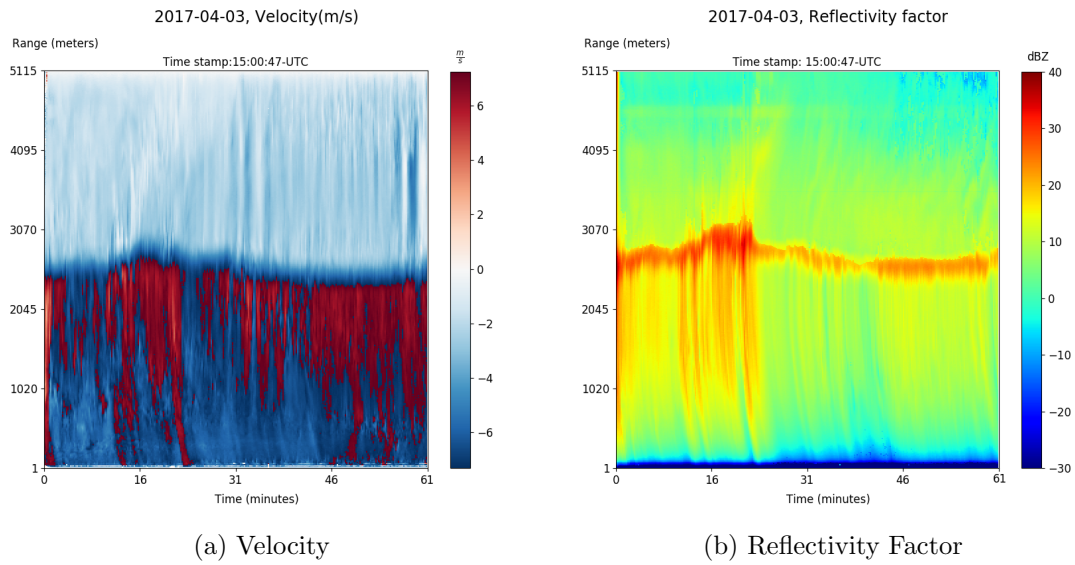 2017-04-03, Velocity(m/s)
Range (meters)
Time stamp:15:00:47-UTC
m
s
5115
4095
3070
2045
1020
1
0
16
31
46
61
Time (minutes)
6
4
2
0
−2
−4
−6
(a) Velocity
2017-04-03, Reflectivity factor
Range (meters)
Time stamp: 15:00:47-UTC
dBZ
5115
4095
3070
2045
1020
1
0
16
31
46
61
Time (minutes)
40
30
20
10
0
−10
−20
−30
(b) Reflectivity Factor